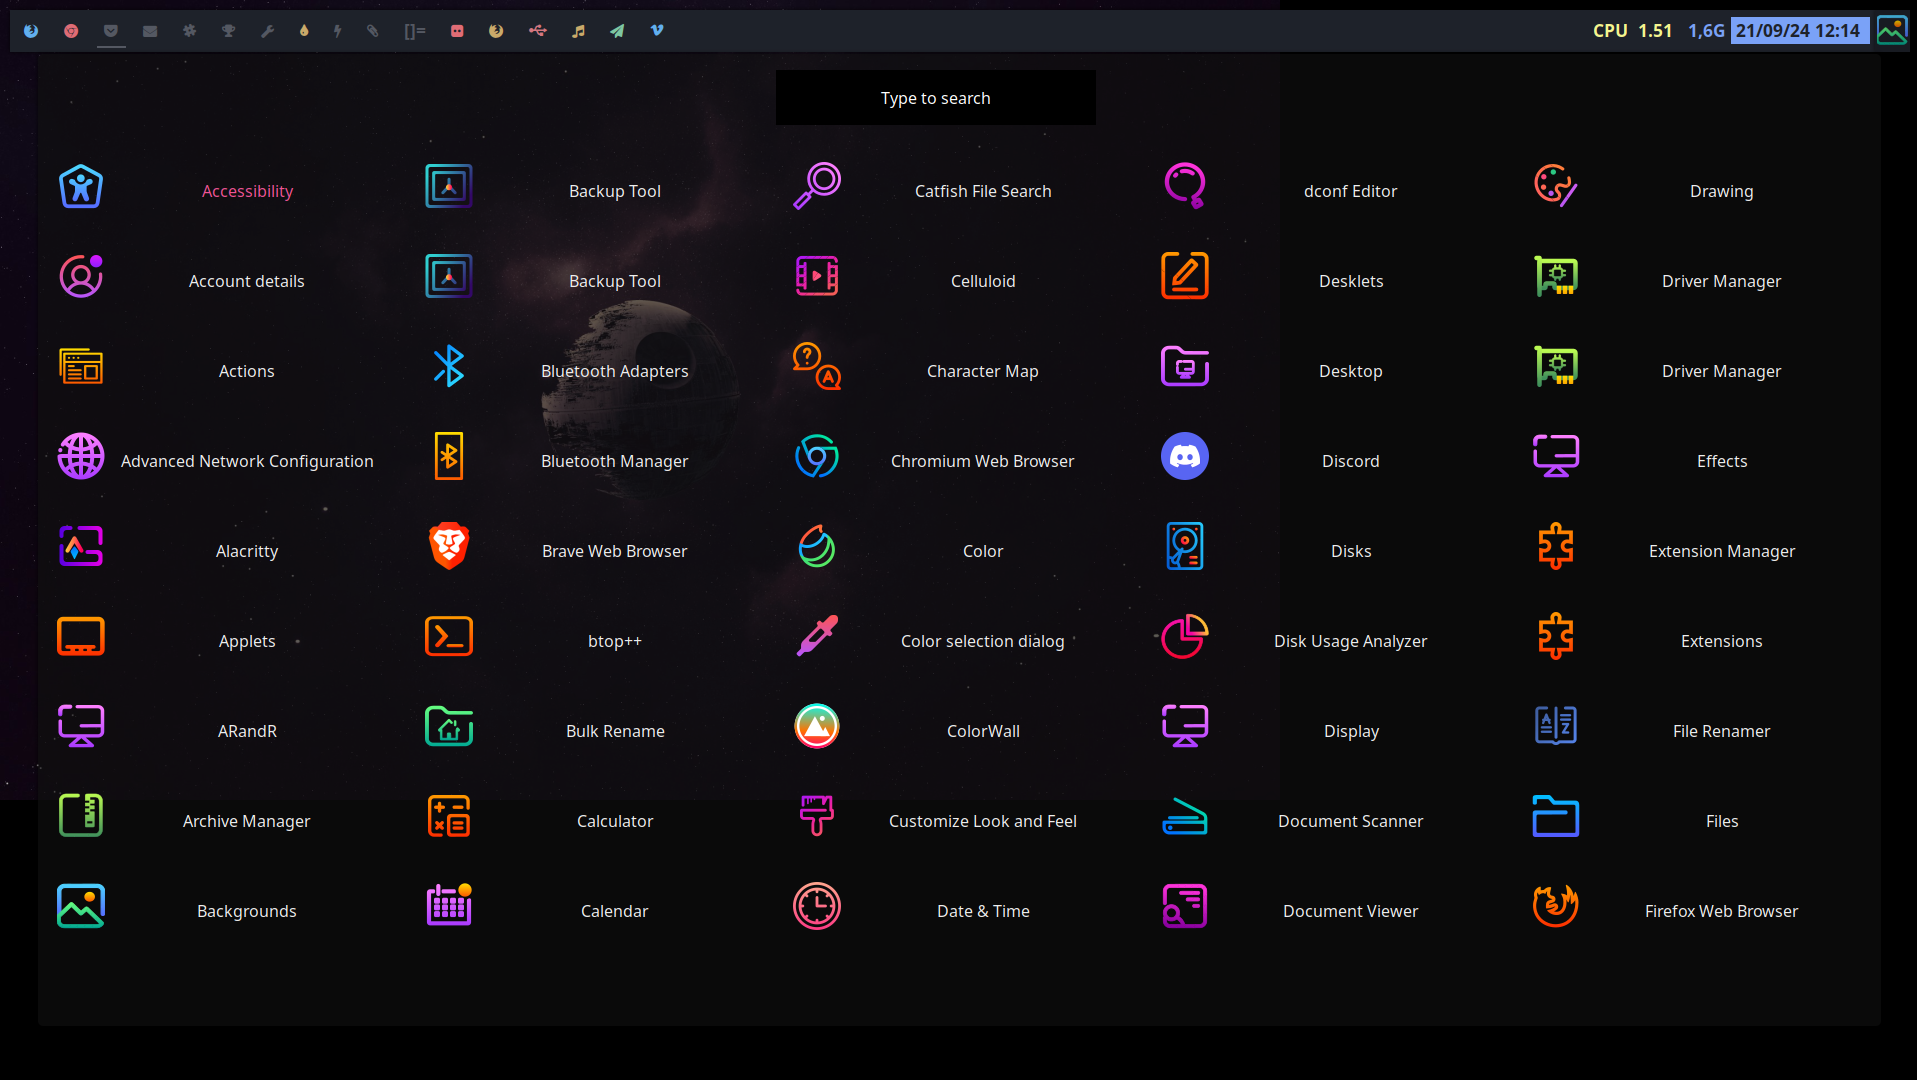 []=
CPU 1.51 1,6G 21/09/24 12:14
Type to search
Accessibility
Backup Tool
Catfish File Search
dconf Editor
Drawing
Account details
Backup Tool
Celluloid
Desklets
Driver Manager
Actions
Bluetooth Adapters
Character Map
Desktop
Driver Manager
Advanced Network Configuration
Bluetooth Manager
Chromium Web Browser
Discord
Effects
Alacritty
Brave Web Browser
Color
Disks
Extension Manager
Applets
btop++
Color selection dialog
Disk Usage Analyzer
Extensions
ARandR
Bulk Rename
ColorWall
Display
File Renamer
Archive Manager
Calculator
Customize Look and Feel
Document Scanner
Files
Backgrounds
Calendar
Date & Time
Document Viewer
Firefox Web Browser